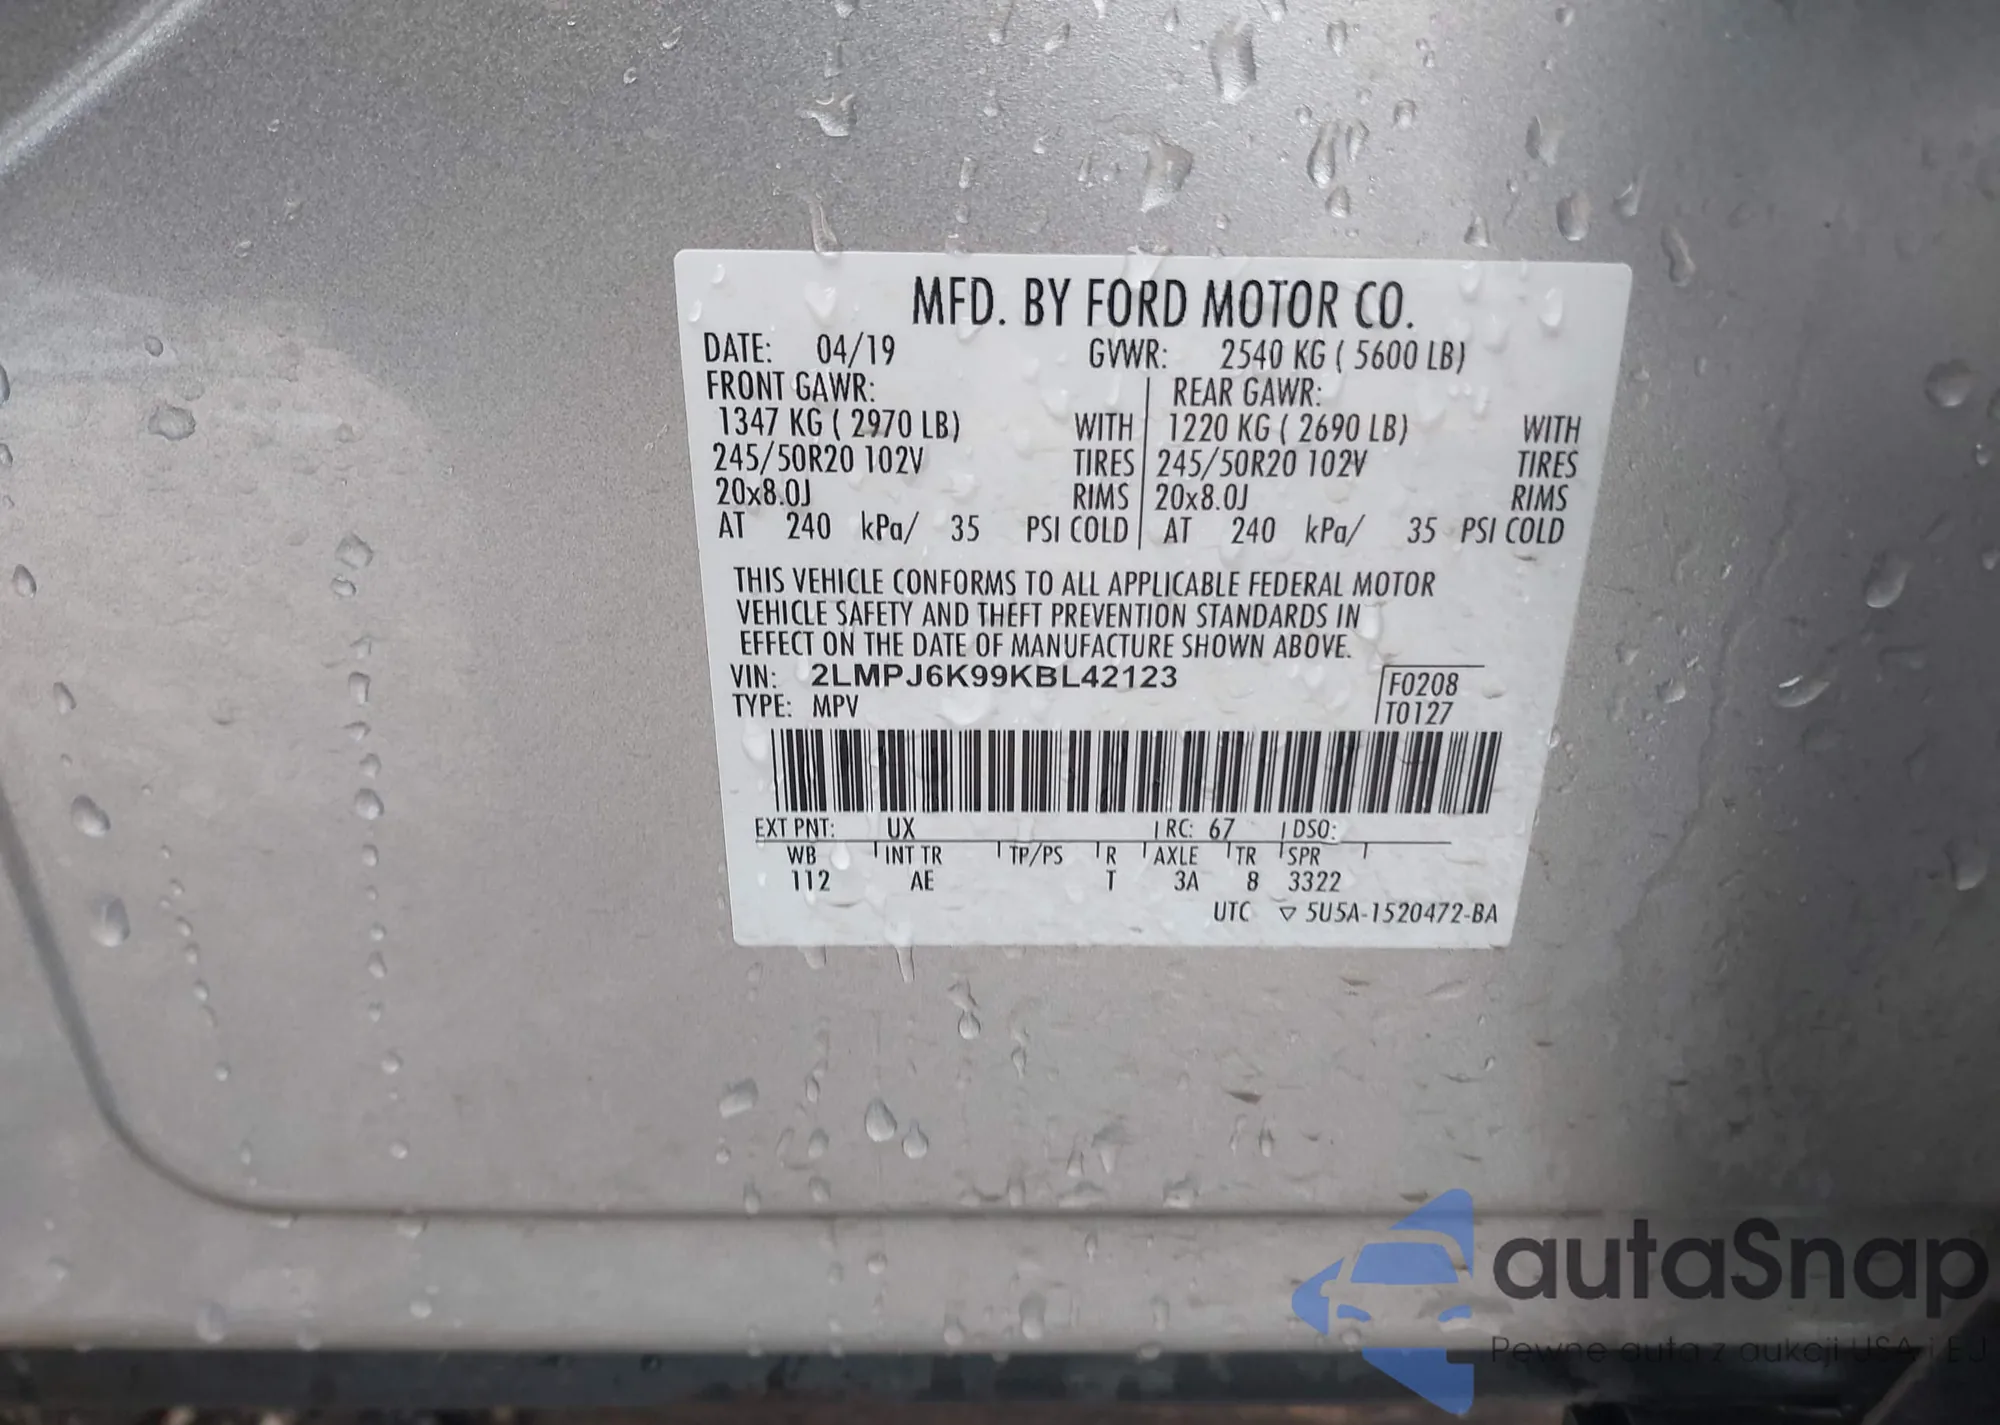 MFD. BY FORD MOTOR CO.
DATE: 04/19 GVWR: 2540 KG ( 5600 LB)
FRONT GAWR: REAR GAWR:
1347 KG ( 2970 LB) WITH 1220 KG ( 2690 LB) WITH
245/50R20 102V TIRES 245/50R20 102V TIRES
20x8.0J RIMS 20x8.0J RIMS
AT 240 kPa/ 35 PSI COLD AT 240 kPa/ 35 PSI COLD
THIS VEHICLE CONFORMS TO ALL APPLICABLE FEDERAL MOTOR
VEHICLE SAFETY AND THEFT PREVENTION STANDARDS IN
EFFECT ON THE DATE OF MANUFACTURE SHOWN ABOVE.
VIN: 2LMPJ6K99KBL42123
F0208
TYPE: MPV
T0127
EXT PNT: UX RC: 67 DSO:
WB INT TR TP/PS R AXLE TR SPR
112 AE T 3A 8 3322
UTC ▽ 5U5A-1520472-BA
autaSnap
Pewne auta z aukcji USA i EJ